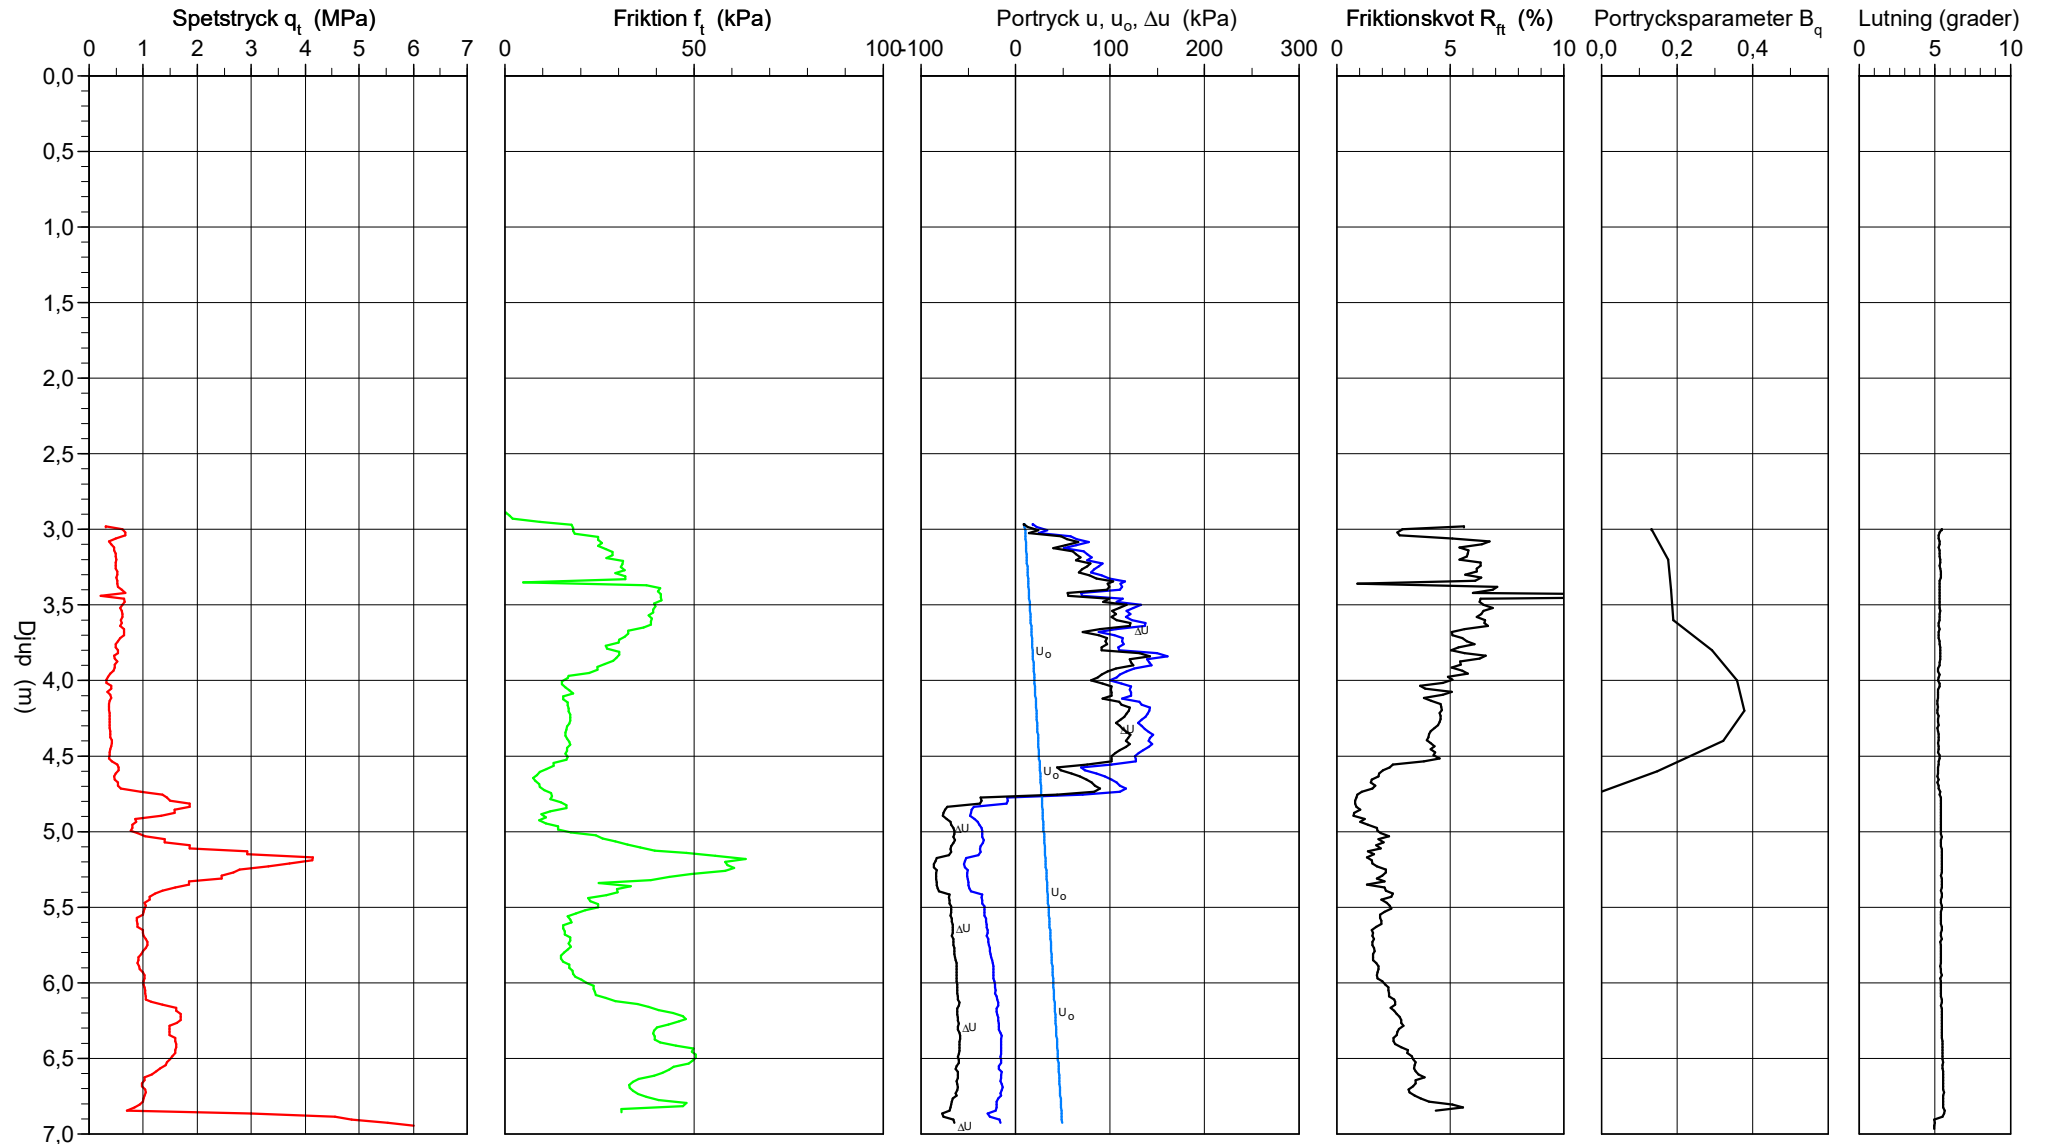 Spetstryck qt (MPa) Friktion ft (kPa) Portryck u, uo, Δu (kPa) Friktionskvot Rft (%) Portrycksparameter Bq Lutning (grader)
0 1 2 3 4 5 6 7 0 50 100 -100 0 100 200 300 0 5 10 0,0 0,2 0,4 0 5 10
0,0
0,5
1,0
1,5
2,0
2,5
3,0
3,5
ΔU
Uo
4,0
Djup (m)
ΔU
4,5
Uo
5,0
ΔU
Uo
5,5
ΔU
6,0
Uo
ΔU
6,5
7,0
ΔU